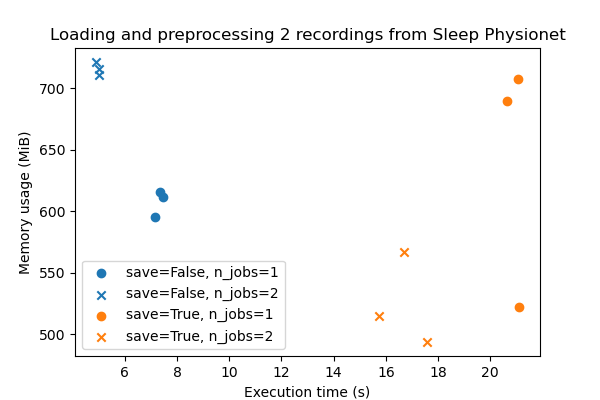 Loading and preprocessing 2 recordings from Sleep Physionet
Memory usage (MiB)
700
650
600
550
500
save=False, n_jobs=1
save=False, n_jobs=2
save=True, n_jobs=1
save=True, n_jobs=2
6 8 10 12 14 16 18 20
Execution time (s)